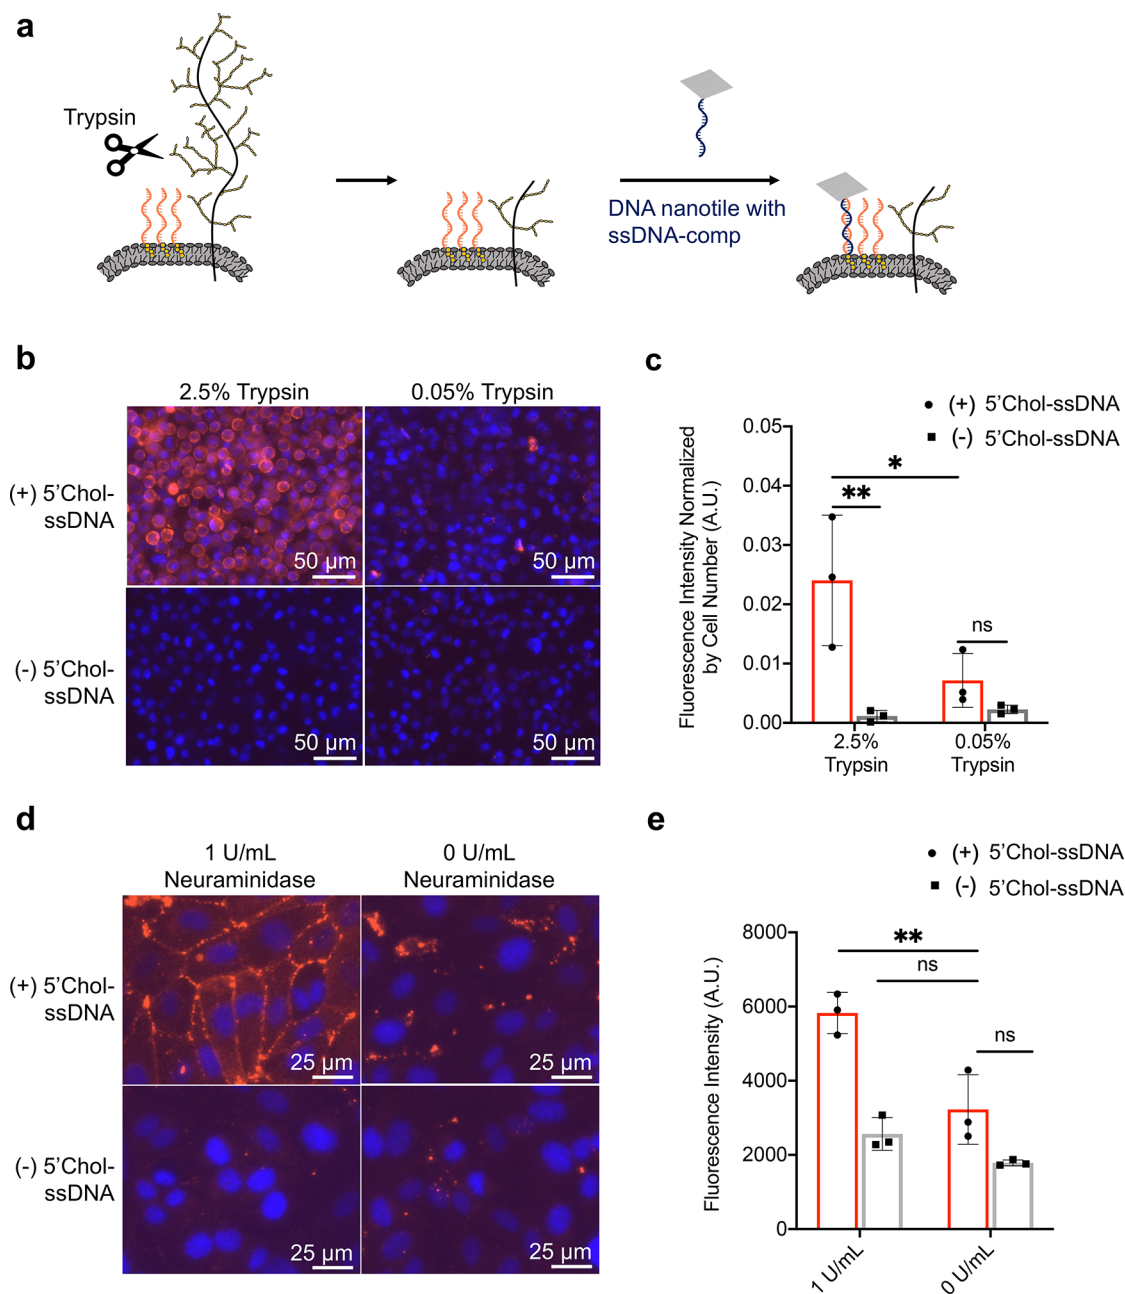 a
Trypsin
DNA nanotile with
ssDNA-comp
b
2.5% Trypsin
0.05% Trypsin
(+) 5’Chol-
ssDNA
50 µm
50 µm
(-) 5’Chol-
ssDNA
50 µm
50 µm
c
(+) 5’Chol-ssDNA
(-) 5’Chol-ssDNA
Fluorescence Intensity Normalized
by Cell Number (A.U.)
0.05
0.04
0.03
0.02
0.01
0.00
*
**
ns
2.5%
Trypsin
0.05%
Trypsin
d
1 U/mL
Neuraminidase
0 U/mL
Neuraminidase
(+) 5’Chol-
ssDNA
25 µm
25 µm
(-) 5’Chol-
ssDNA
25 µm
25 µm
e
(+) 5’Chol-ssDNA
(-) 5’Chol-ssDNA
Fluorescence Intensity (A.U.)
8000
6000
4000
2000
0
**
ns
ns
1 U/mL
0 U/mL